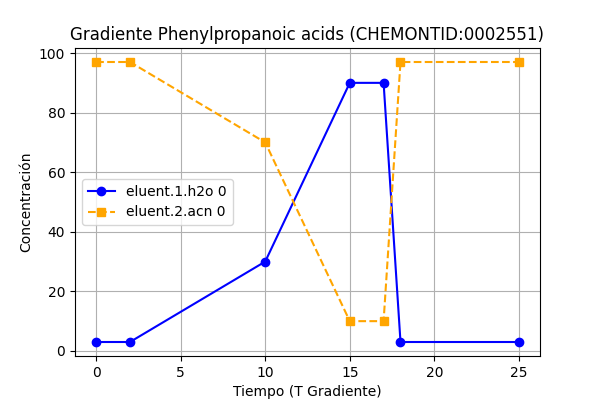 Gradiente Phenylpropanoic acids (CHEMONTID:0002551)
100
80
60
40
20
0
Concentración
eluent.1.h2o 0
eluent.2.acn 0
0 5 10 15 20 25
Tiempo (T Gradiente)